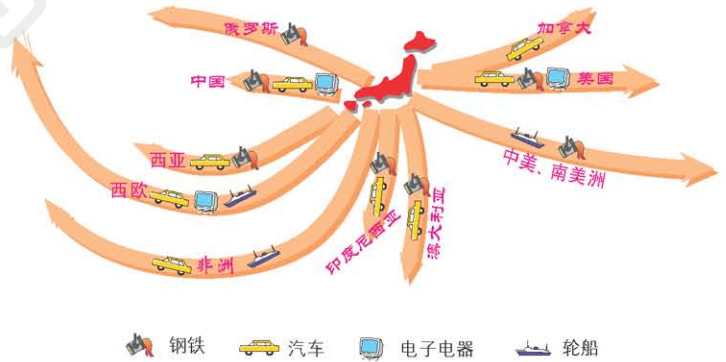 俄罗斯
加拿大
中国
美国
西亚
中美、南美洲
西欧
印度尼西亚
澳大利亚
非洲
钢铁
汽车
电子电器
轮船